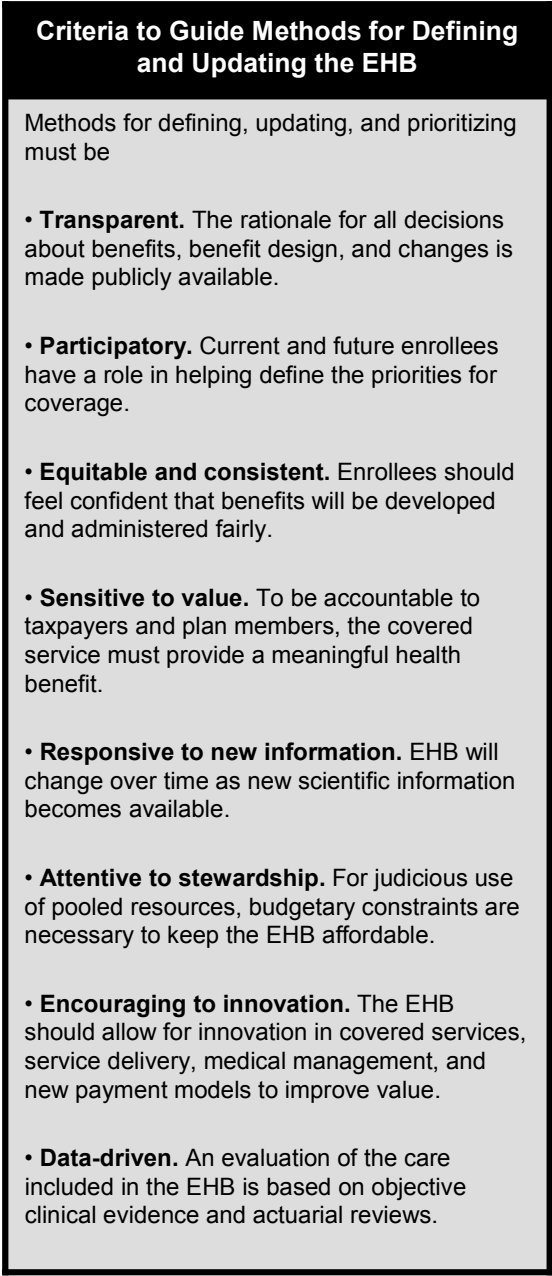 Criteria to Guide Methods for Defining
and Updating the EHB
Methods for defining, updating, and prioritizing
must be
• Transparent. The rationale for all decisions
about benefits, benefit design, and changes is
made publicly available.
• Participatory. Current and future enrollees
have a role in helping define the priorities for
coverage.
• Equitable and consistent. Enrollees should
feel confident that benefits will be developed
and administered fairly.
• Sensitive to value. To be accountable to
taxpayers and plan members, the covered
service must provide a meaningful health
benefit.
• Responsive to new information. EHB will
change over time as new scientific information
becomes available.
• Attentive to stewardship. For judicious use
of pooled resources, budgetary constraints are
necessary to keep the EHB affordable.
• Encouraging to innovation. The EHB
should allow for innovation in covered services,
service delivery, medical management, and
new payment models to improve value.
• Data-driven. An evaluation of the care
included in the EHB is based on objective
clinical evidence and actuarial reviews.